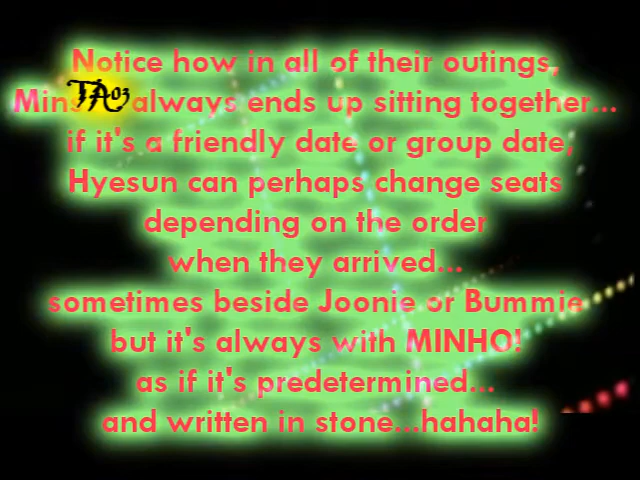 Notice how in all of their outings,
TA03
always ends up sitting together...
if it's a friendly date or group date,
Hyesun can perhaps change seats
depending on the order
when they arrived...
sometimes beside Joonie or Bummie
but it's always with MINHO!
as if it's predetermined...
and written in stone...hahaha!